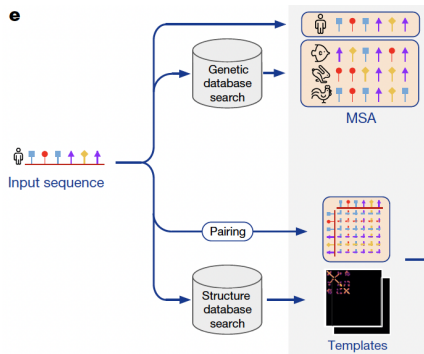 e
Genetic
database
search
MSA
Input sequence
Pairing
Structure
database
search
Templates